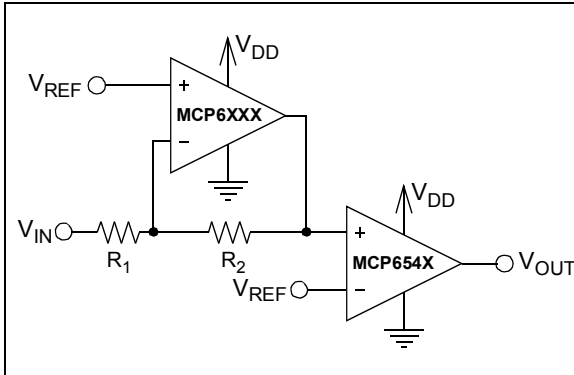 VDD
VREF
+
MCP6XXX
−
VIN
R1
R2
VDD
+
MCP654X
VOUT
VREF
−